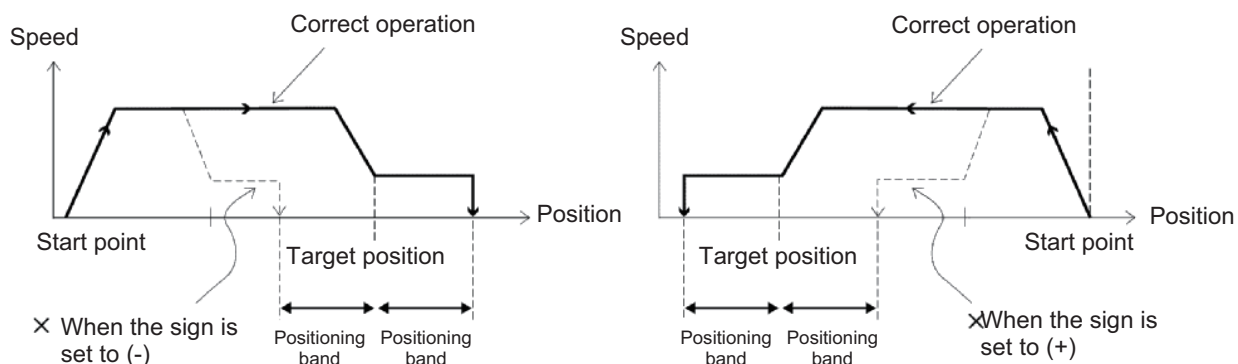 Correct operation
Speed
Position
Start point
Target position
× When the sign is
set to (-)
Positioning
band
Positioning
band
Correct operation
Speed
Position
Target position
Start point
Positioning
band
Positioning
band
×When the sign is
set to (+)